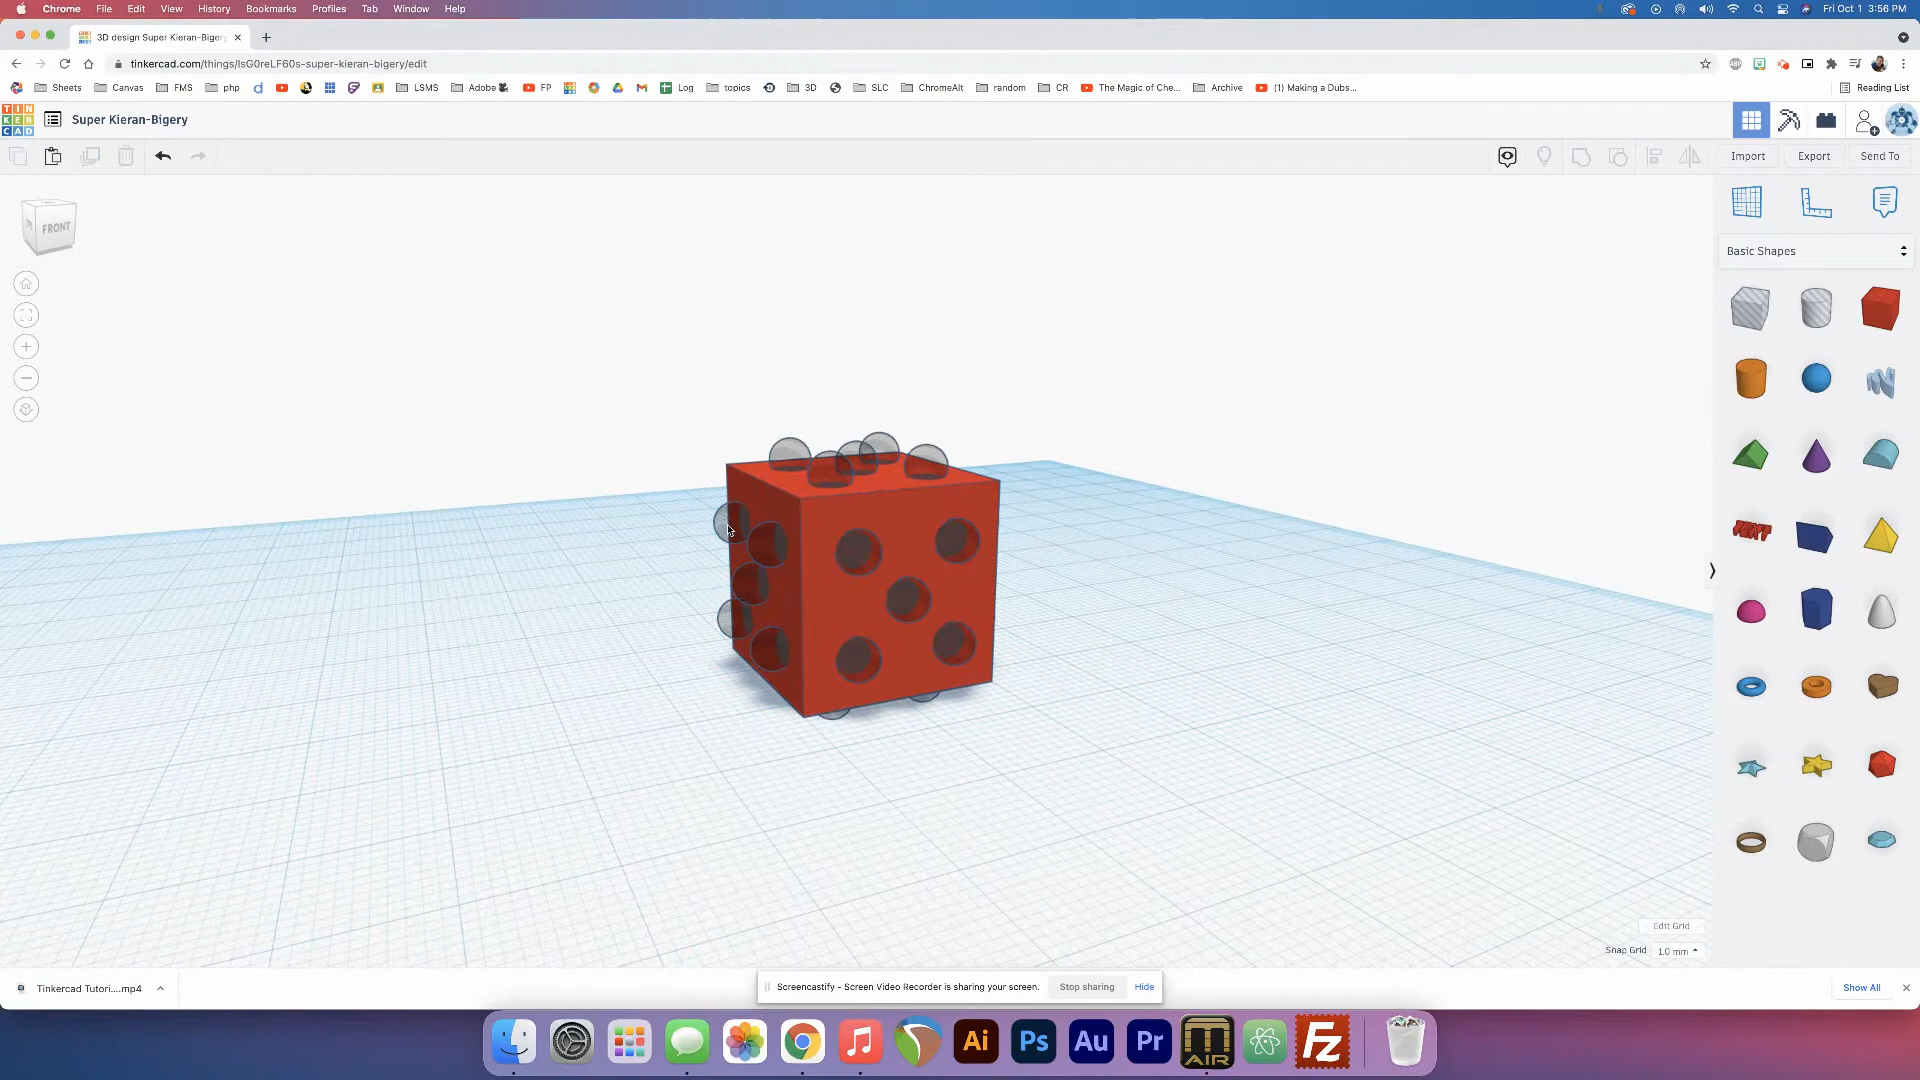 Chrome File Edit View History Bookmarks Profiles Tab Window Help Fri Oct 1 3:56 PM
3D design Super Kieran-Bigery
tinkercad.com/things/lsG0reLF60s-super-kieran-bigery/edit
Sheets Canvas FMS php LSMS Adobe FP Log topics 3D SLC ChromeAlt random CR The Magic of Che... Archive (1) Making a Dubs... Reading List
TIN
KER
CAD
Super Kieran-Bigery
Import Export Send To
FRONT
Basic Shapes
TEXT
Edit Grid
Snap Grid 1.0 mm
Tinkercad Tutori....mp4
Screencastify - Screen Video Recorder is sharing your screen. Stop sharing Hide
Show All
Ai Ps Au Pr AIR Fz